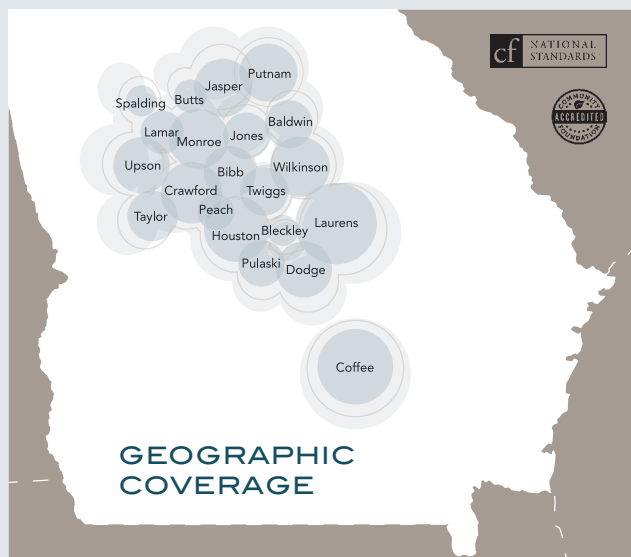 cf NATIONAL
STANDARDS
COMMUNITY
ACCREDITED
FOUNDATION
Putnam
Jasper
Butts
Spalding
Baldwin
Lamar
Jones
Monroe
Upson
Wilkinson
Bibb
Crawford
Twiggs
Peach
Taylor
Laurens
Bleckley
Houston
Pulaski
Dodge
Coffee
GEOGRAPHIC
COVERAGE